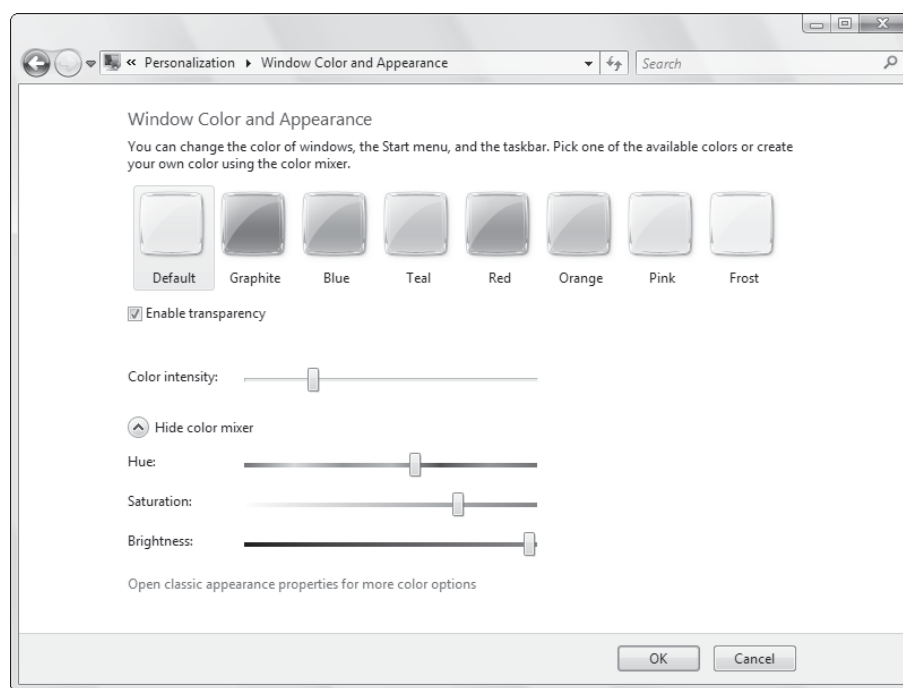 « Personalization ▸ Window Color and Appearance Search
Window Color and Appearance
You can change the color of windows, the Start menu, and the taskbar. Pick one of the available colors or create
your own color using the color mixer.
Default Graphite Blue Teal Red Orange Pink Frost
Enable transparency
Color intensity:
Hide color mixer
Hue:
Saturation:
Brightness:
Open classic appearance properties for more color options
OK Cancel